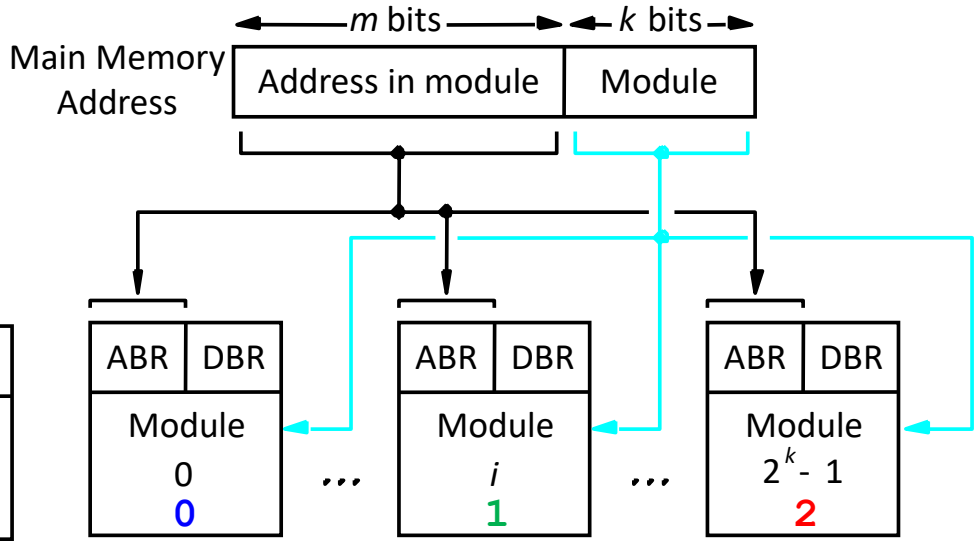 m bits k bits
Main Memory
Address
Address in module Module
ABR DBR ABR DBR ABR DBR
Module Module Module
0 ... i ... 2^k - 1
0 1 2